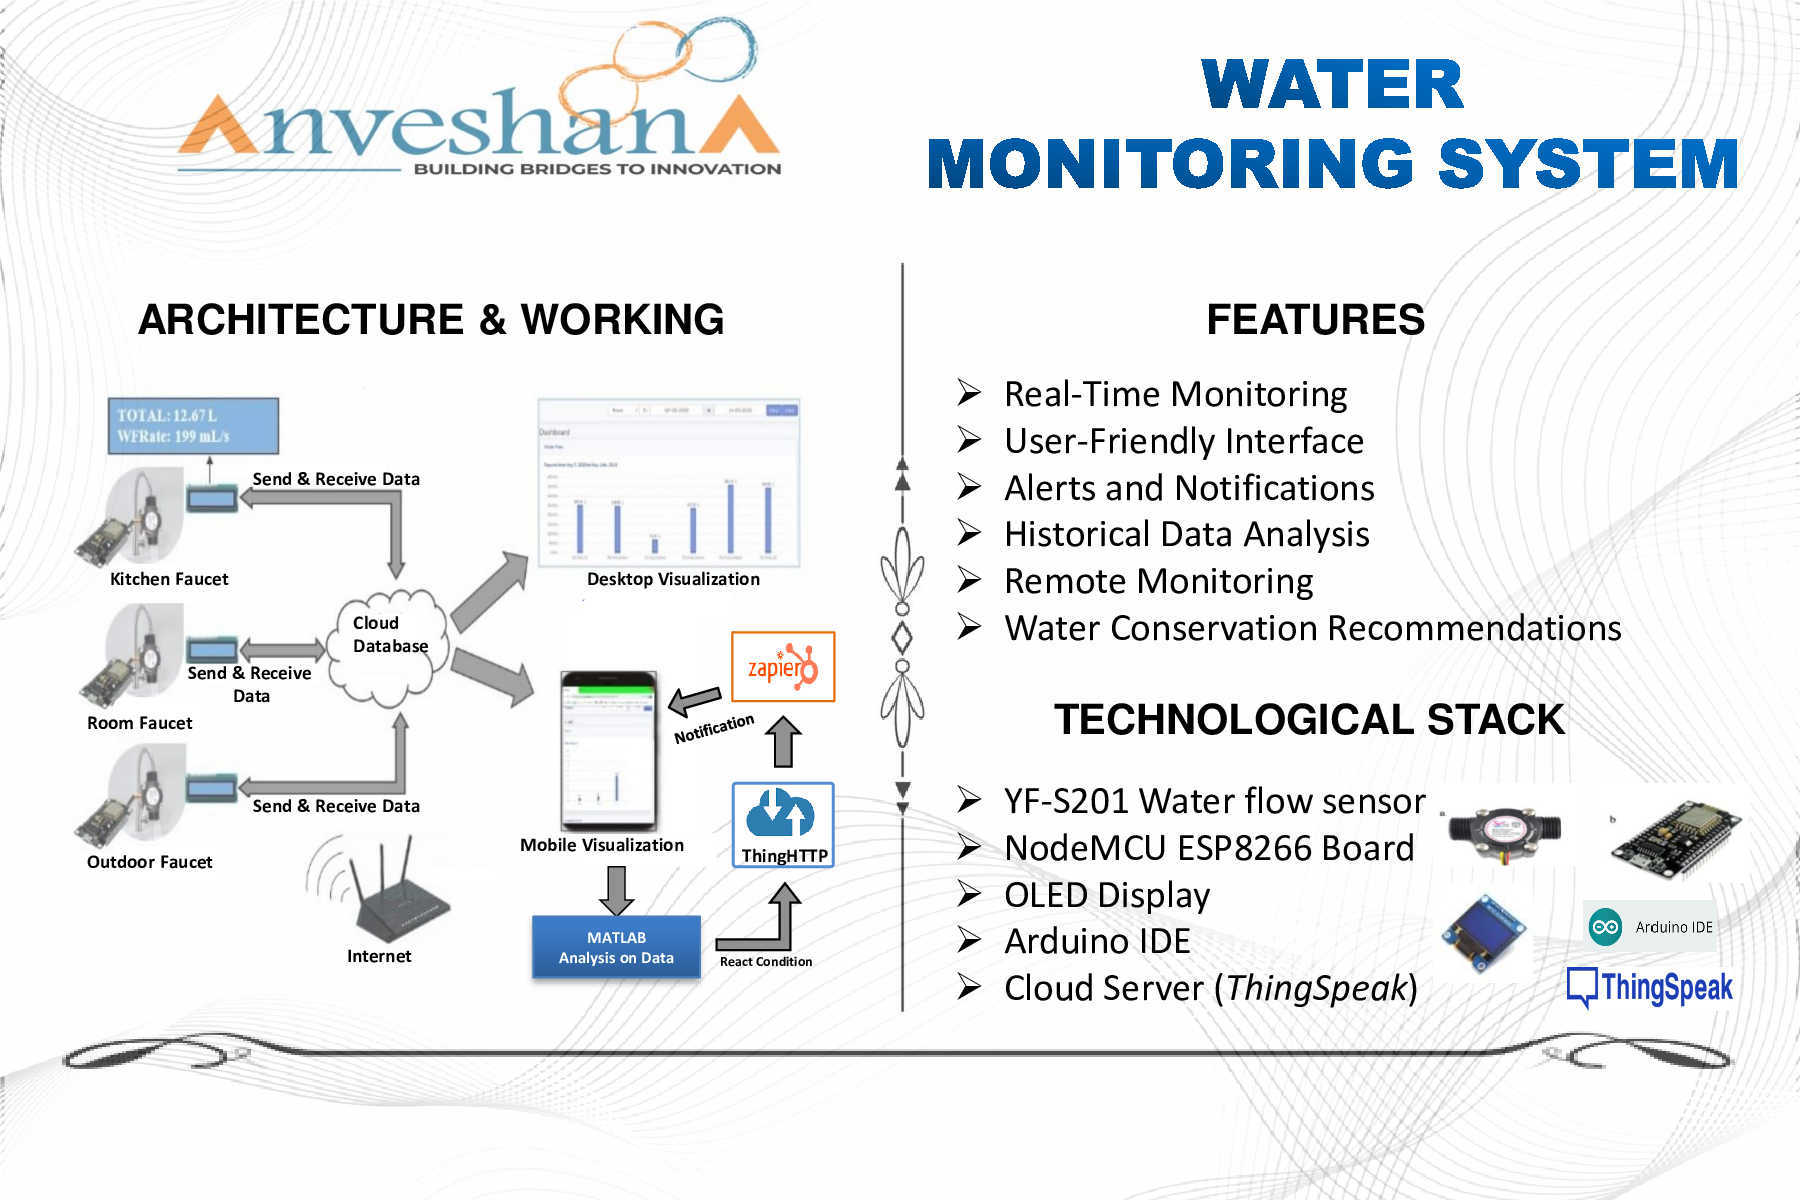 AnveshanA
BUILDING BRIDGES TO INNOVATION
WATER
MONITORING SYSTEM
ARCHITECTURE & WORKING
TOTAL: 12.67 L
WFRate: 199 mL/s
Send & Receive Data
Kitchen Faucet
Send & Receive
Data
Room Faucet
Send & Receive Data
Outdoor Faucet
Internet
Cloud
Database
Dashboard
Desktop Visualization
zapier
Notification
ThingHTTP
Mobile Visualization
MATLAB
Analysis on Data
React Condition
FEATURES
➢ Real-Time Monitoring
➢ User-Friendly Interface
➢ Alerts and Notifications
➢ Historical Data Analysis
➢ Remote Monitoring
➢ Water Conservation Recommendations
TECHNOLOGICAL STACK
➢ YF-S201 Water flow sensor
➢ NodeMCU ESP8266 Board
➢ OLED Display
➢ Arduino IDE
➢ Cloud Server (ThingSpeak)
a
b
Arduino IDE
ThingSpeak